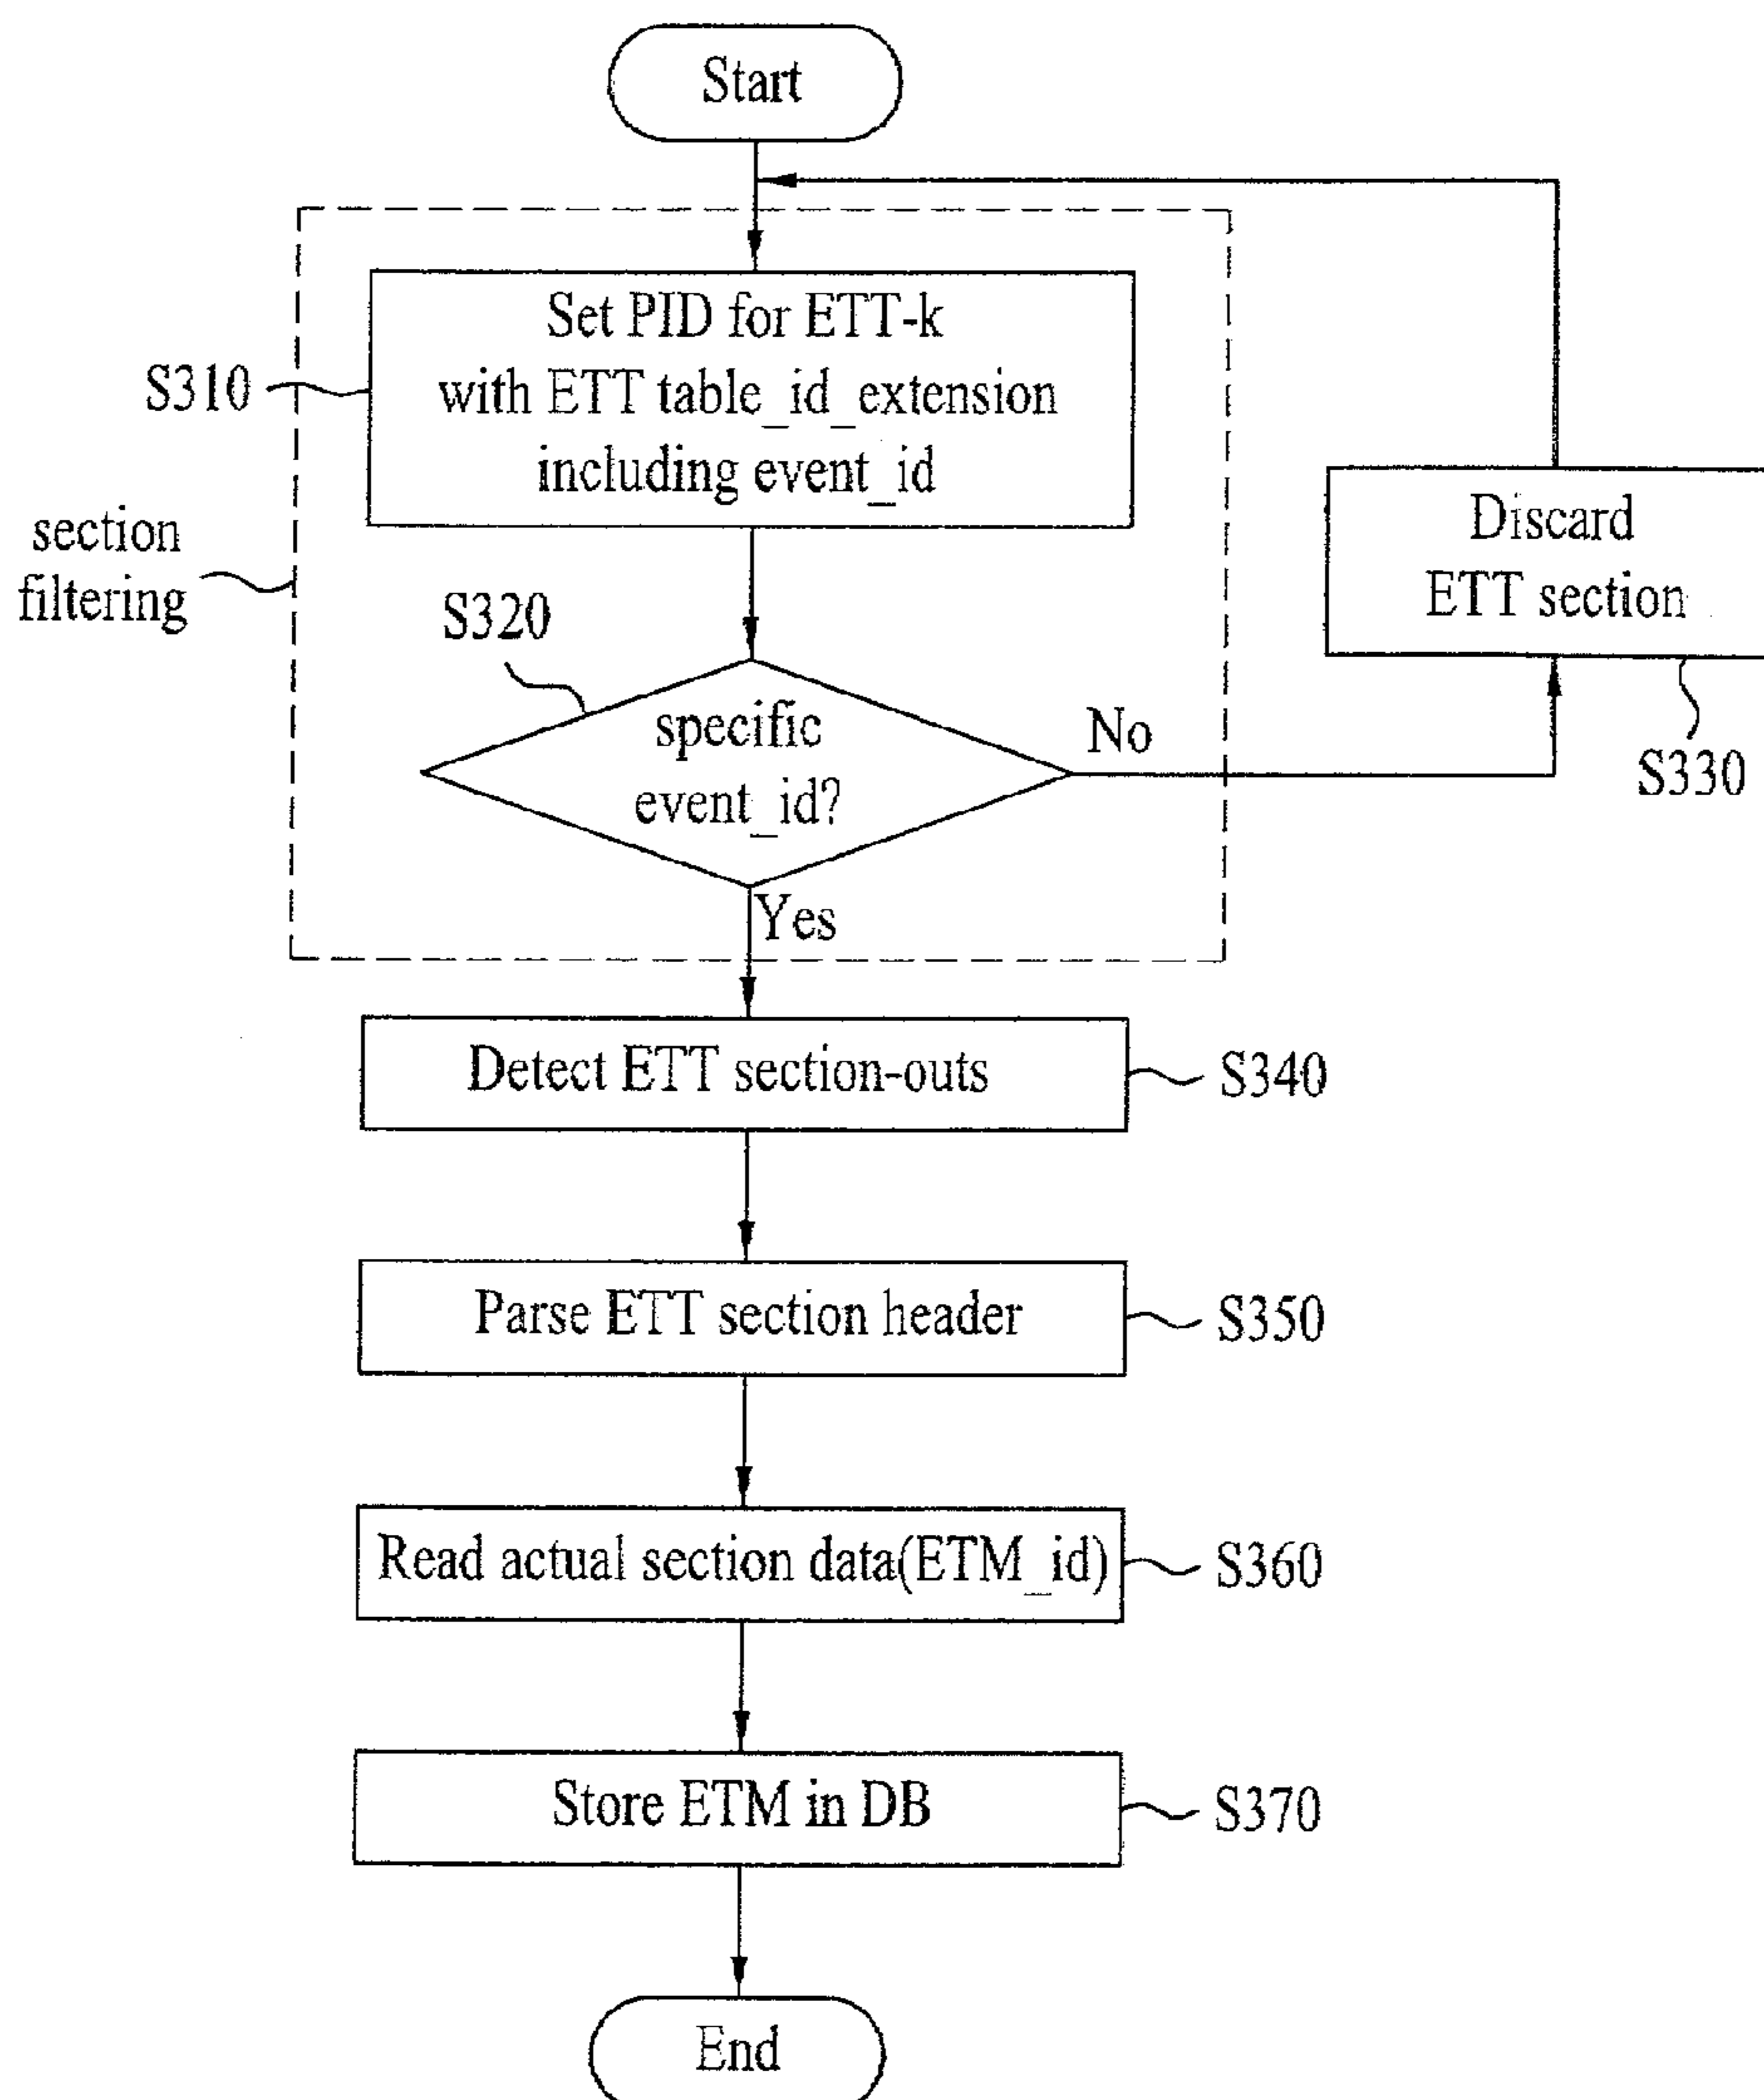 Start
Set PID for ETT-k
with ETT table_id_extension
including event_id
S310
section
filtering
Discard
ETT section
S330
S320
specific
event_id?
No
Yes
Detect ETT section-outs
S340
Parse ETT section header
S350
Read actual section data(ETM_id)
S360
Store ETM in DB
S370
End